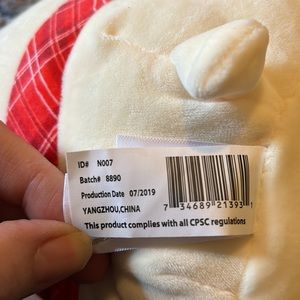 ID# N007
Batch# 8890
Production Date 07/2019
YANGZHOU,CHINA
7 34689 21393 1
This product complies with all CPSC regulations